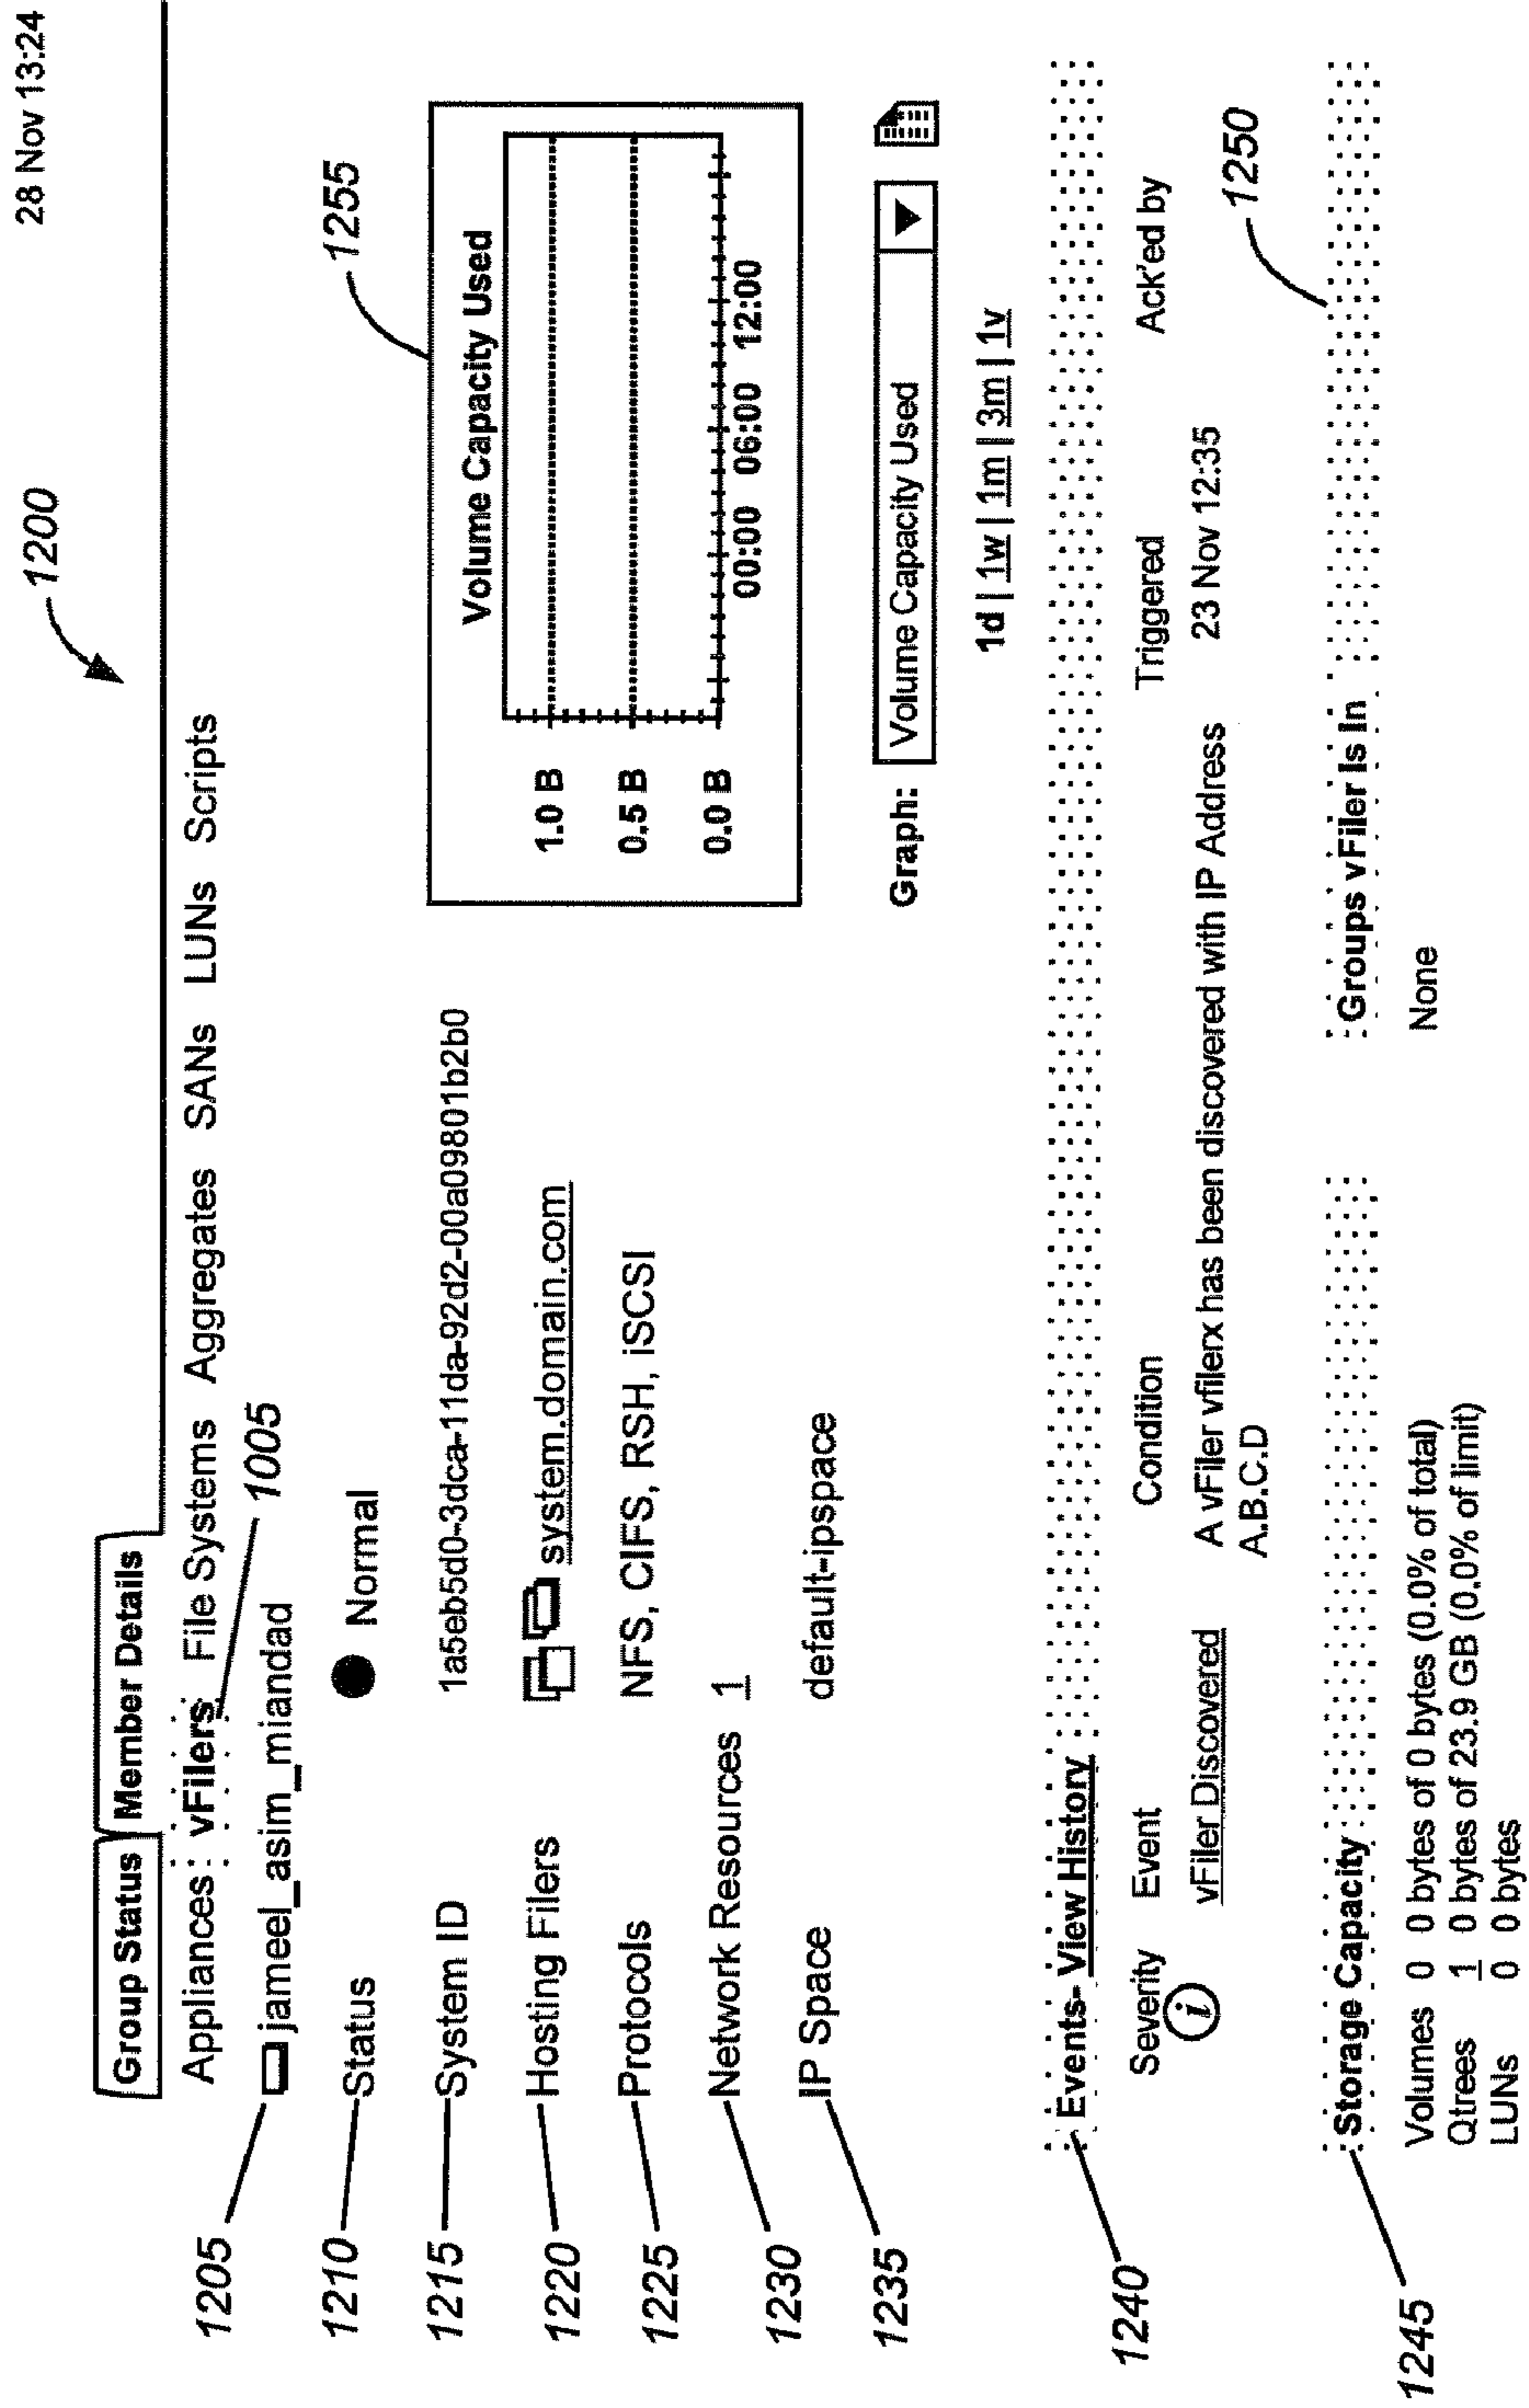 28 Nov 13:24
1200
Group Status Member Details
Appliances vFilers File Systems Aggregates SANs LUNs Scripts
1005
1205 jameel_asim_miandad
1210 Status Normal
1215 System ID 1a5eb5d0-3dca-11da-92d2-00a09801b2b0
1220 Hosting Filers system.domain.com
1225 Protocols NFS, CIFS, RSH, iSCSI
1230 Network Resources 1
1235 IP Space default-ipspace
1255
Volume Capacity Used
1.0 B
0.5 B
0.0 B
00:00 06:00 12:00
Graph: Volume Capacity Used
1d | 1w | 1m | 3m | 1v
1240 Events- View History
Severity Event Condition Triggered Ack'ed by
i vFiler Discovered A vFiler vfilerx has been discovered with IP Address 23 Nov 12:35
A.B.C.D
1245 Storage Capacity
Volumes 0 0 bytes of 0 bytes (0.0% of total)
Qtrees 1 0 bytes of 23.9 GB (0.0% of limit)
LUNs 0 0 bytes
1250
Groups vFiler Is In
None